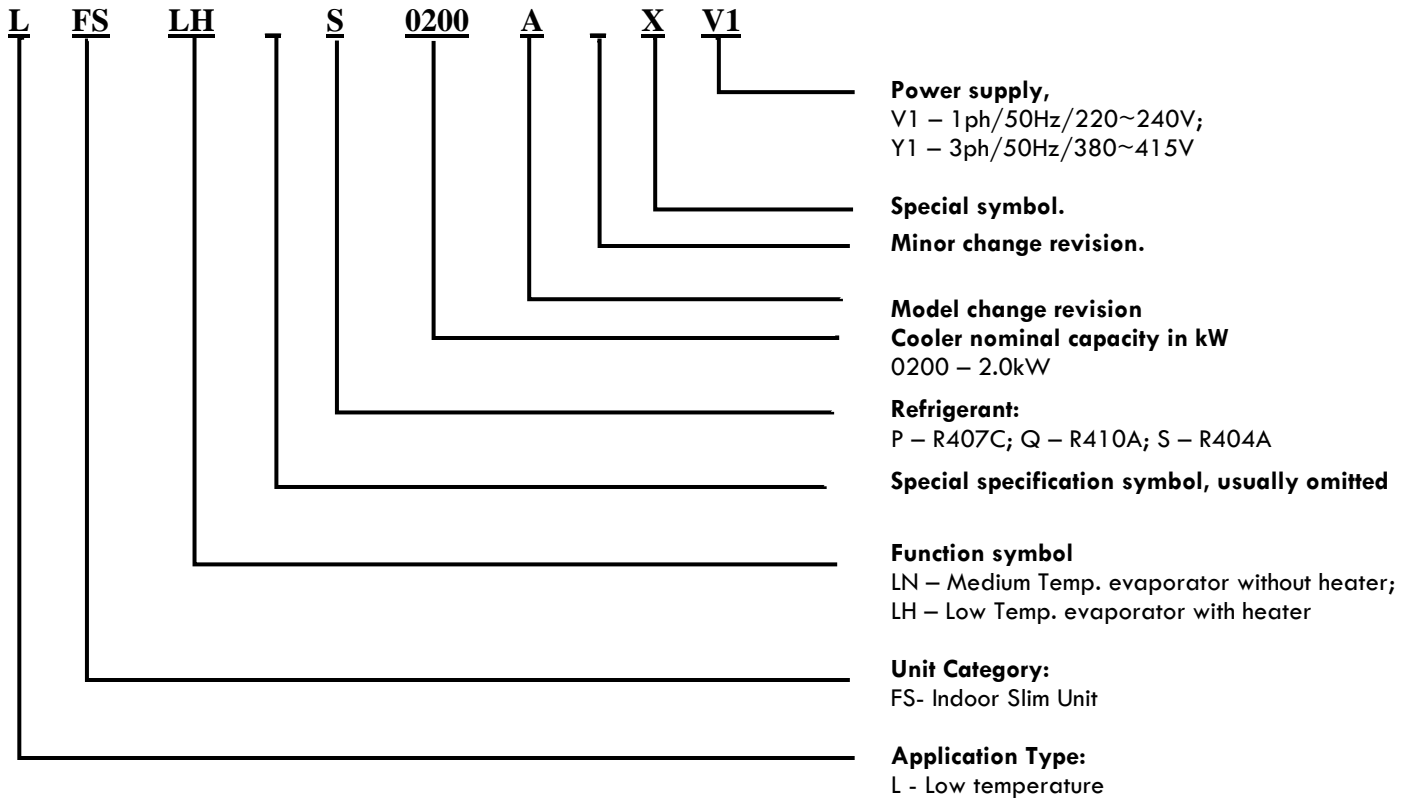 L FS LH _ S 0200 A _ X V1
Power supply,
V1 – 1ph/50Hz/220~240V;
Y1 – 3ph/50Hz/380~415V
Special symbol.
Minor change revision.
Model change revision
Cooler nominal capacity in kW
0200 – 2.0kW
Refrigerant:
P – R407C; Q – R410A; S – R404A
Special specification symbol, usually omitted
Function symbol
LN – Medium Temp. evaporator without heater;
LH – Low Temp. evaporator with heater
Unit Category:
FS- Indoor Slim Unit
Application Type:
L - Low temperature